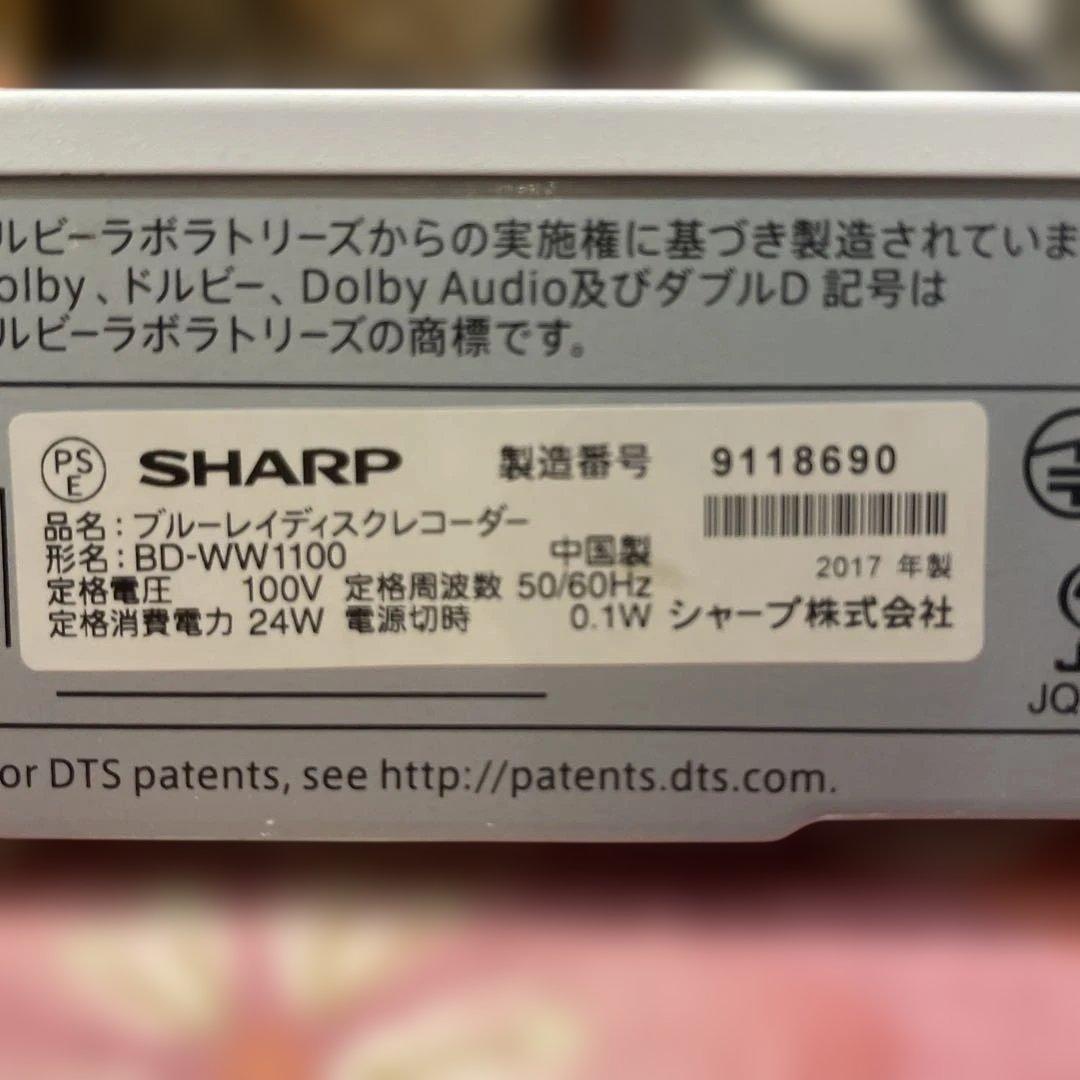 ルビーラボラトリーズからの実施権に基づき製造されていま
olby、ドルビー、Dolby Audio及びダブルD 記号は
ルビーラボラトリーズの商標です。
PS
E
SHARP 製造番号 9118690
品名：ブルーレイディスクレコーダー
形名：BD-WW1100 中国製
2017 年製
定格電圧 100V 定格周波数 50/60Hz
定格消費電力 24W 電源切時 0.1W シャープ株式会社
JQ
or DTS patents, see http://patents.dts.com.